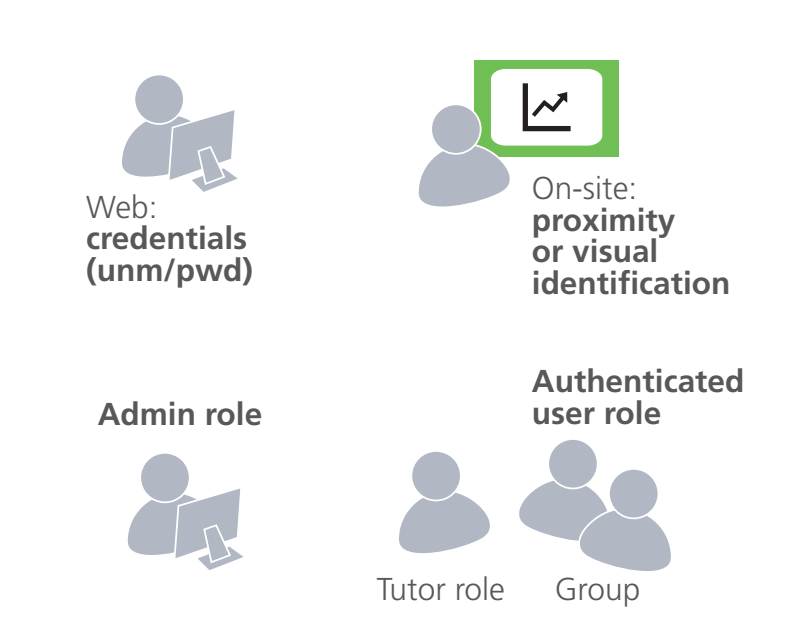 Web:
credentials
(unm/pwd)
On-site:
proximity
or visual
identification
Admin role
Authenticated
user role
Tutor role
Group